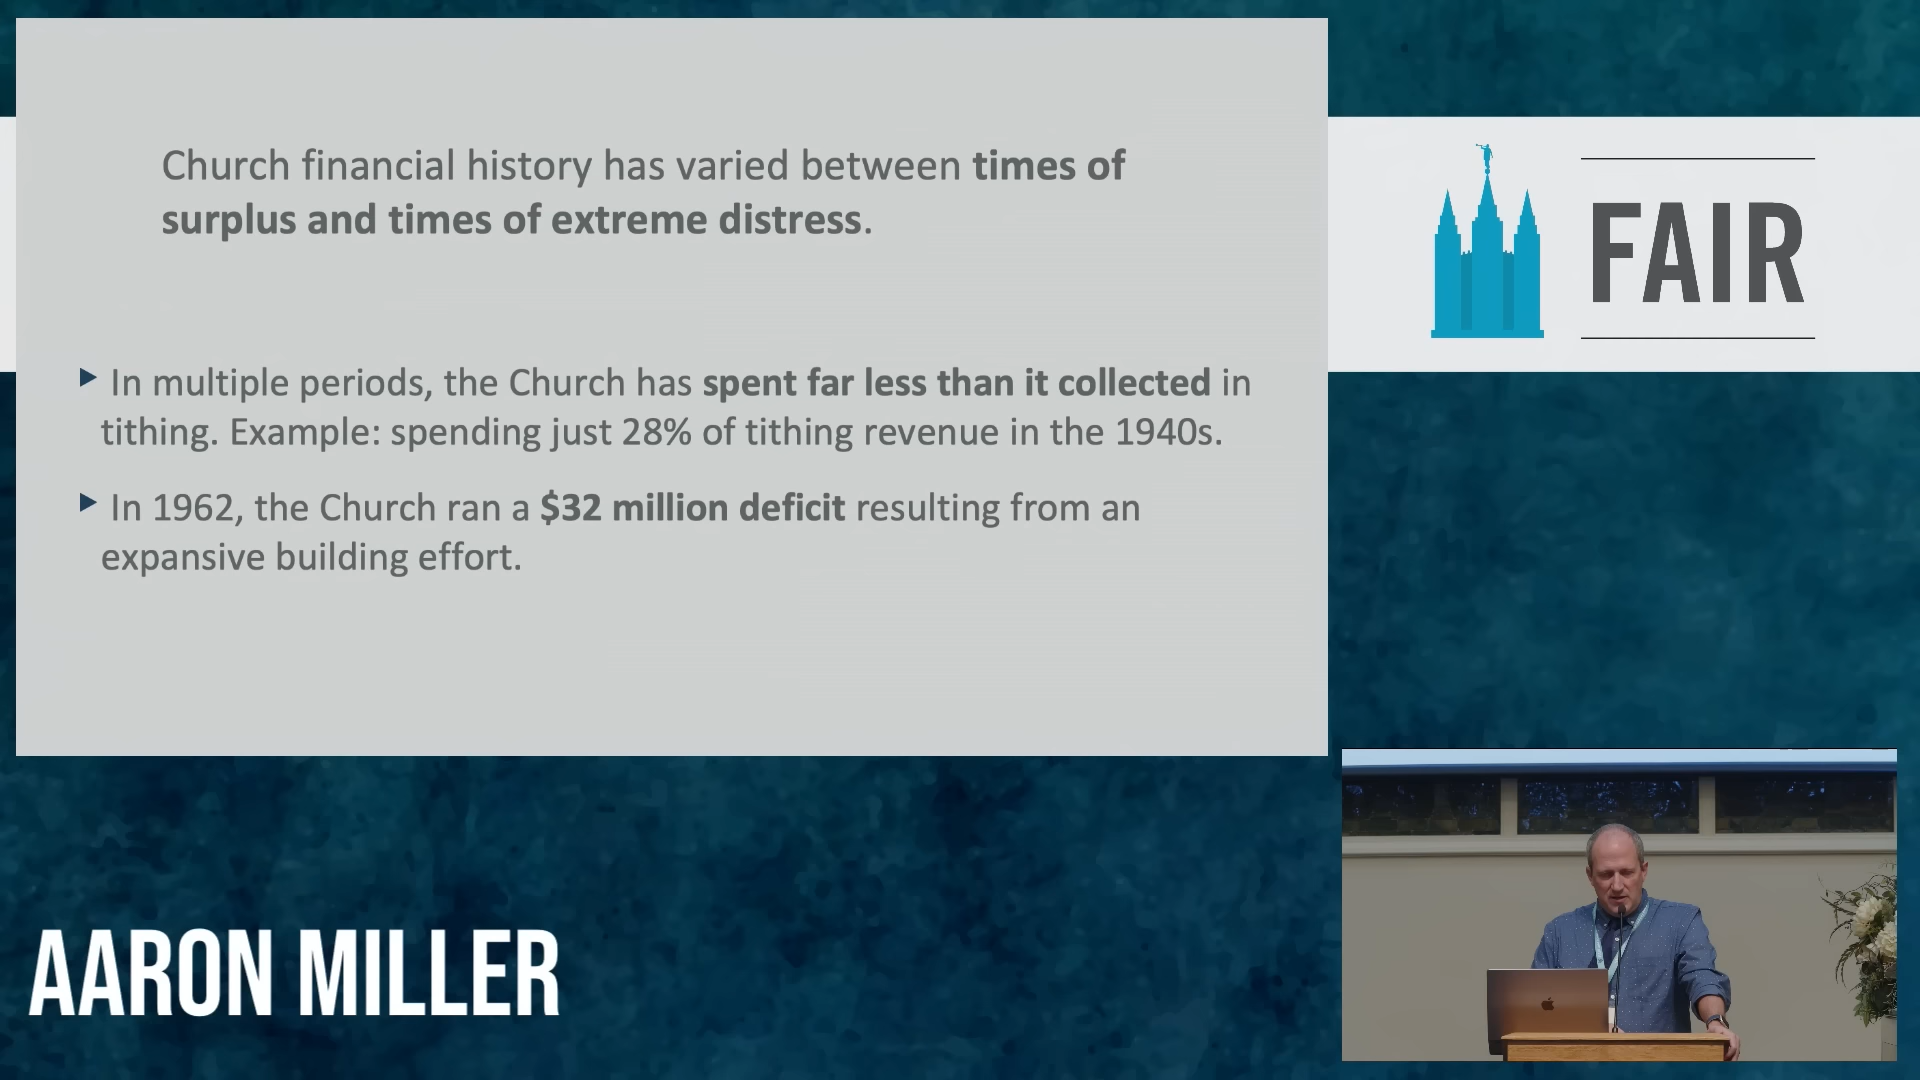 Church financial history has varied between times of
surplus and times of extreme distress.
In multiple periods, the Church has spent far less than it collected in
tithing. Example: spending just 28% of tithing revenue in the 1940s.
In 1962, the Church ran a $32 million deficit resulting from an
expansive building effort.
FAIR
AARON MILLER